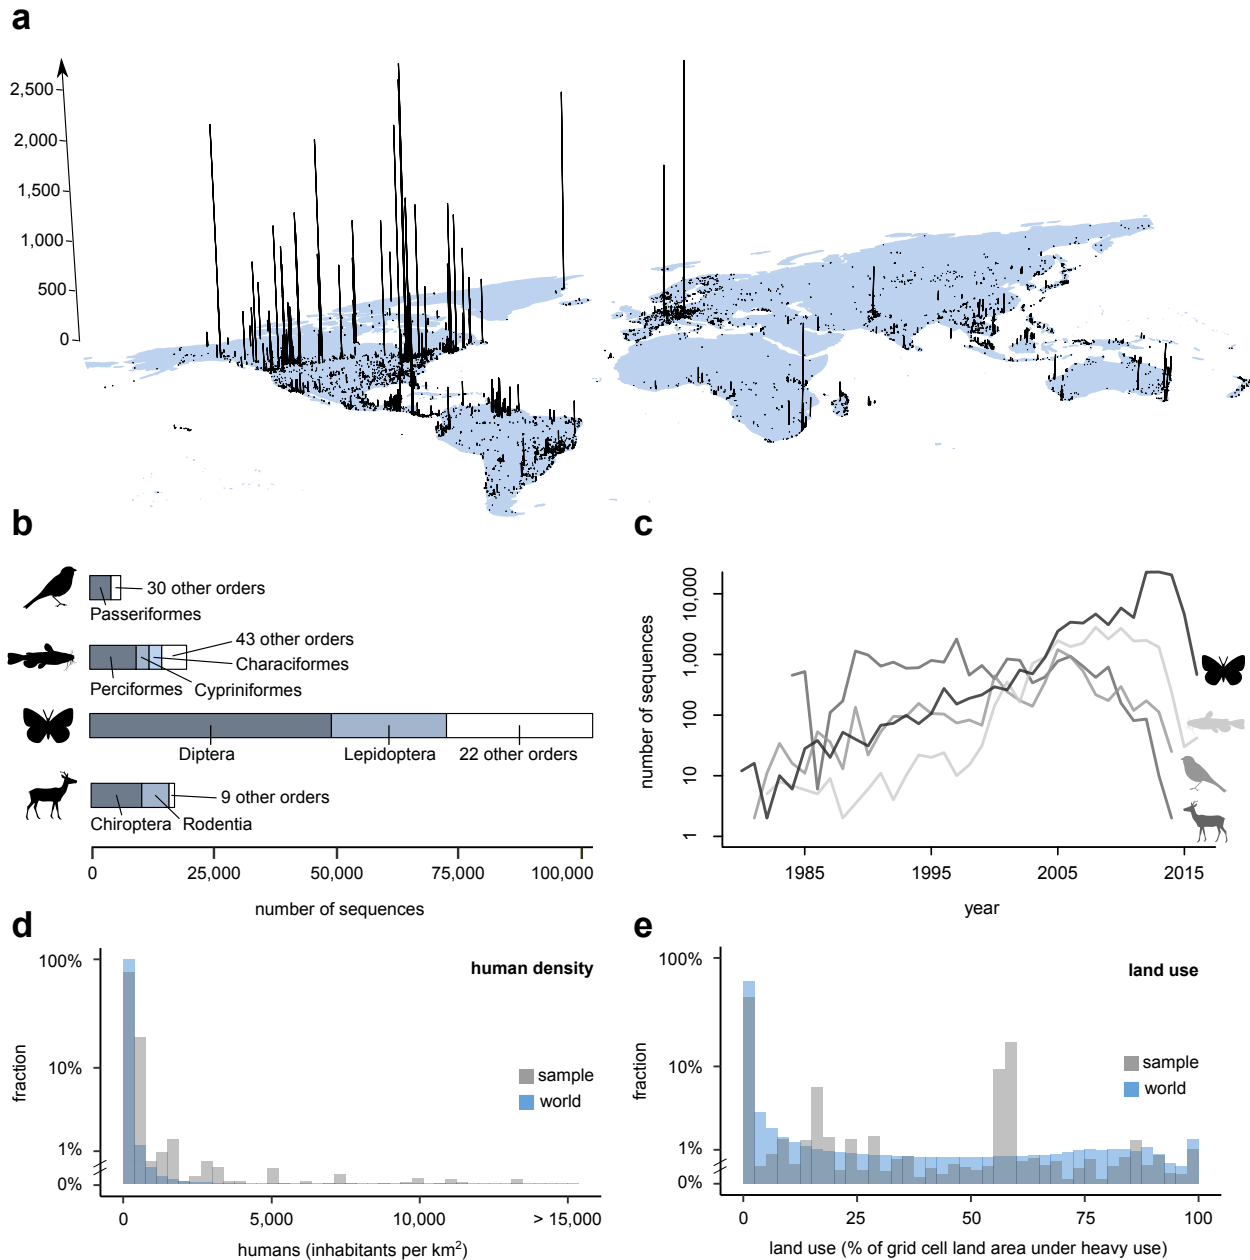 a
2,500
2,000
1,500
1,000
500
0
b
30 other orders
Passeriformes
43 other orders
Characiformes
Perciformes
Cypriniformes
Diptera
Lepidoptera
22 other orders
9 other orders
Chiroptera
Rodentia
0
25,000
50,000
75,000
100,000
number of sequences
c
number of sequences
10,000
1,000
100
10
1
1985
1995
2005
2015
year
d
human density
fraction
100%
10%
1%
0%
sample
world
0
5,000
10,000
> 15,000
humans (inhabitants per km²)
e
land use
fraction
100%
10%
1%
0%
sample
world
0
25
50
75
100
land use (% of grid cell land area under heavy use)